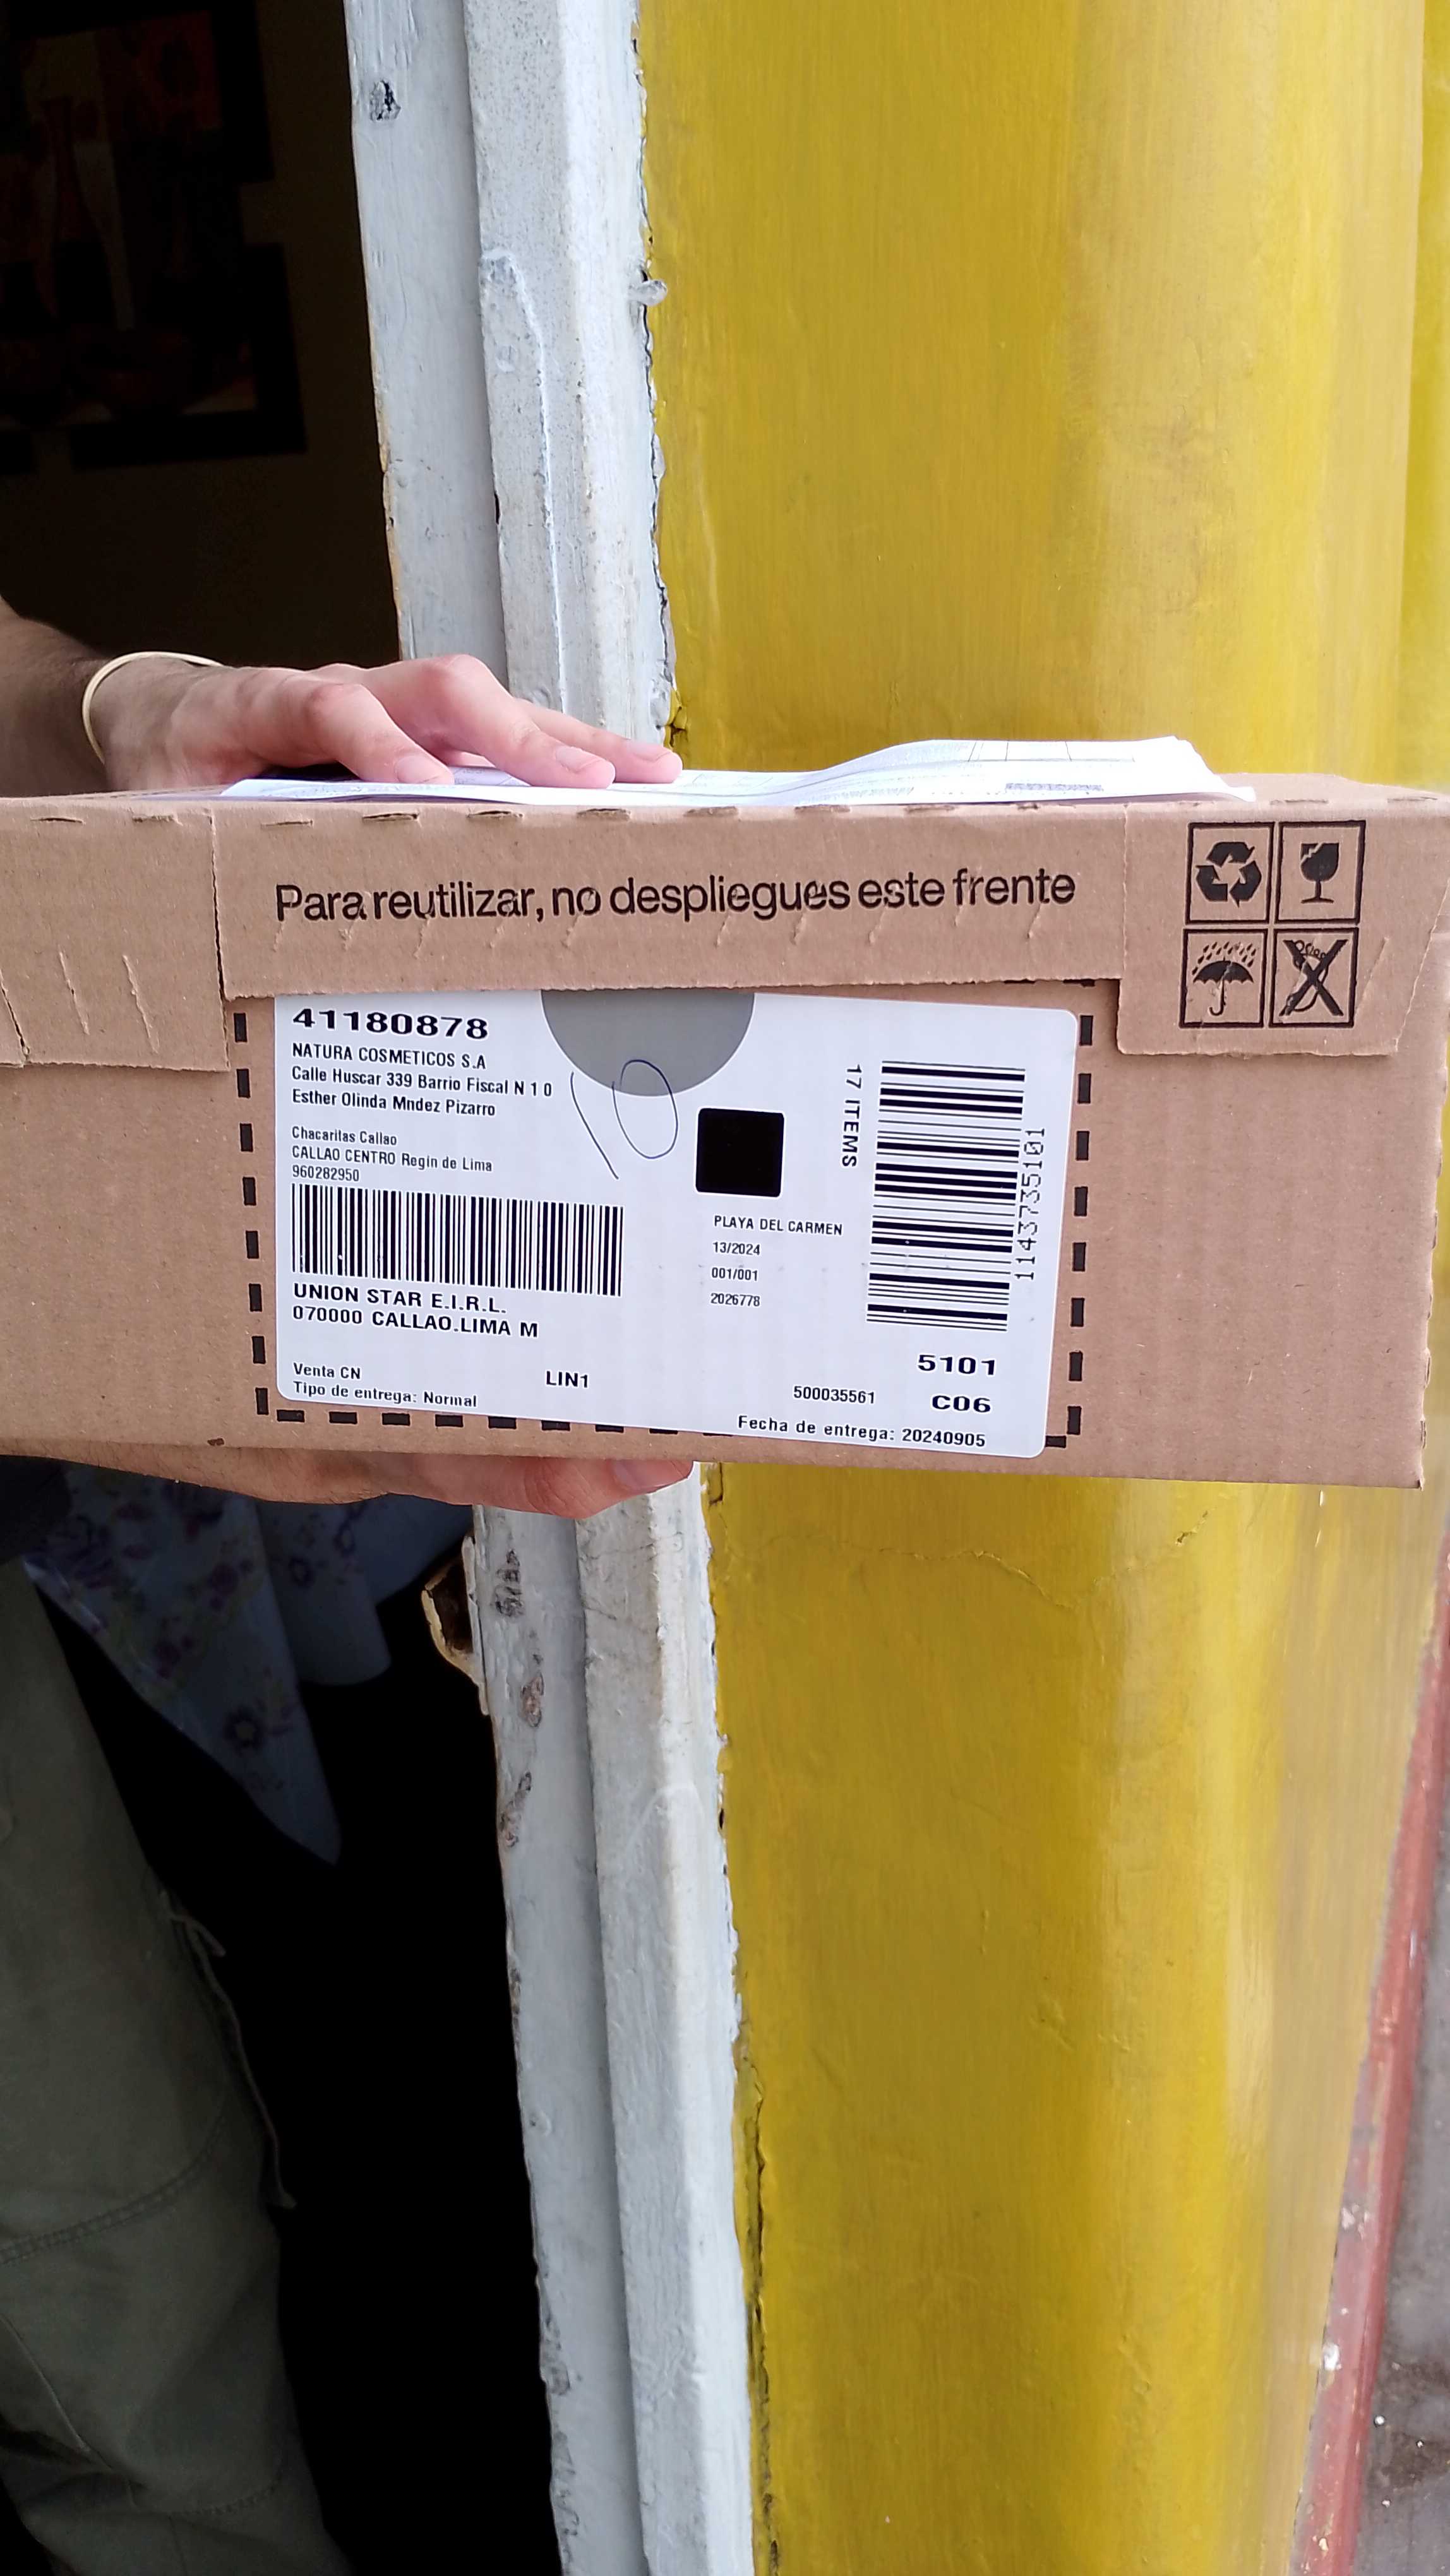 Para reutilizar, no despliegues este frente
41180878
NATURA COSMETICOS S.A
Calle Huscar 339 Barrio Fiscal N 1 0
Esther Olinda Mndez Pizarro
Chacaritas Callao
CALLAO CENTRO Regin de Lima
960282950
UNION STAR E.I.R.L.
070000 CALLAO.LIMA M
Venta CN
Tipo de entrega: Normal
LIN1
10
PLAYA DEL CARMEN
13/2024
001/001
2026778
17 ITEMS
1143735101
5101
500035561
C06
Fecha de entrega: 20240905